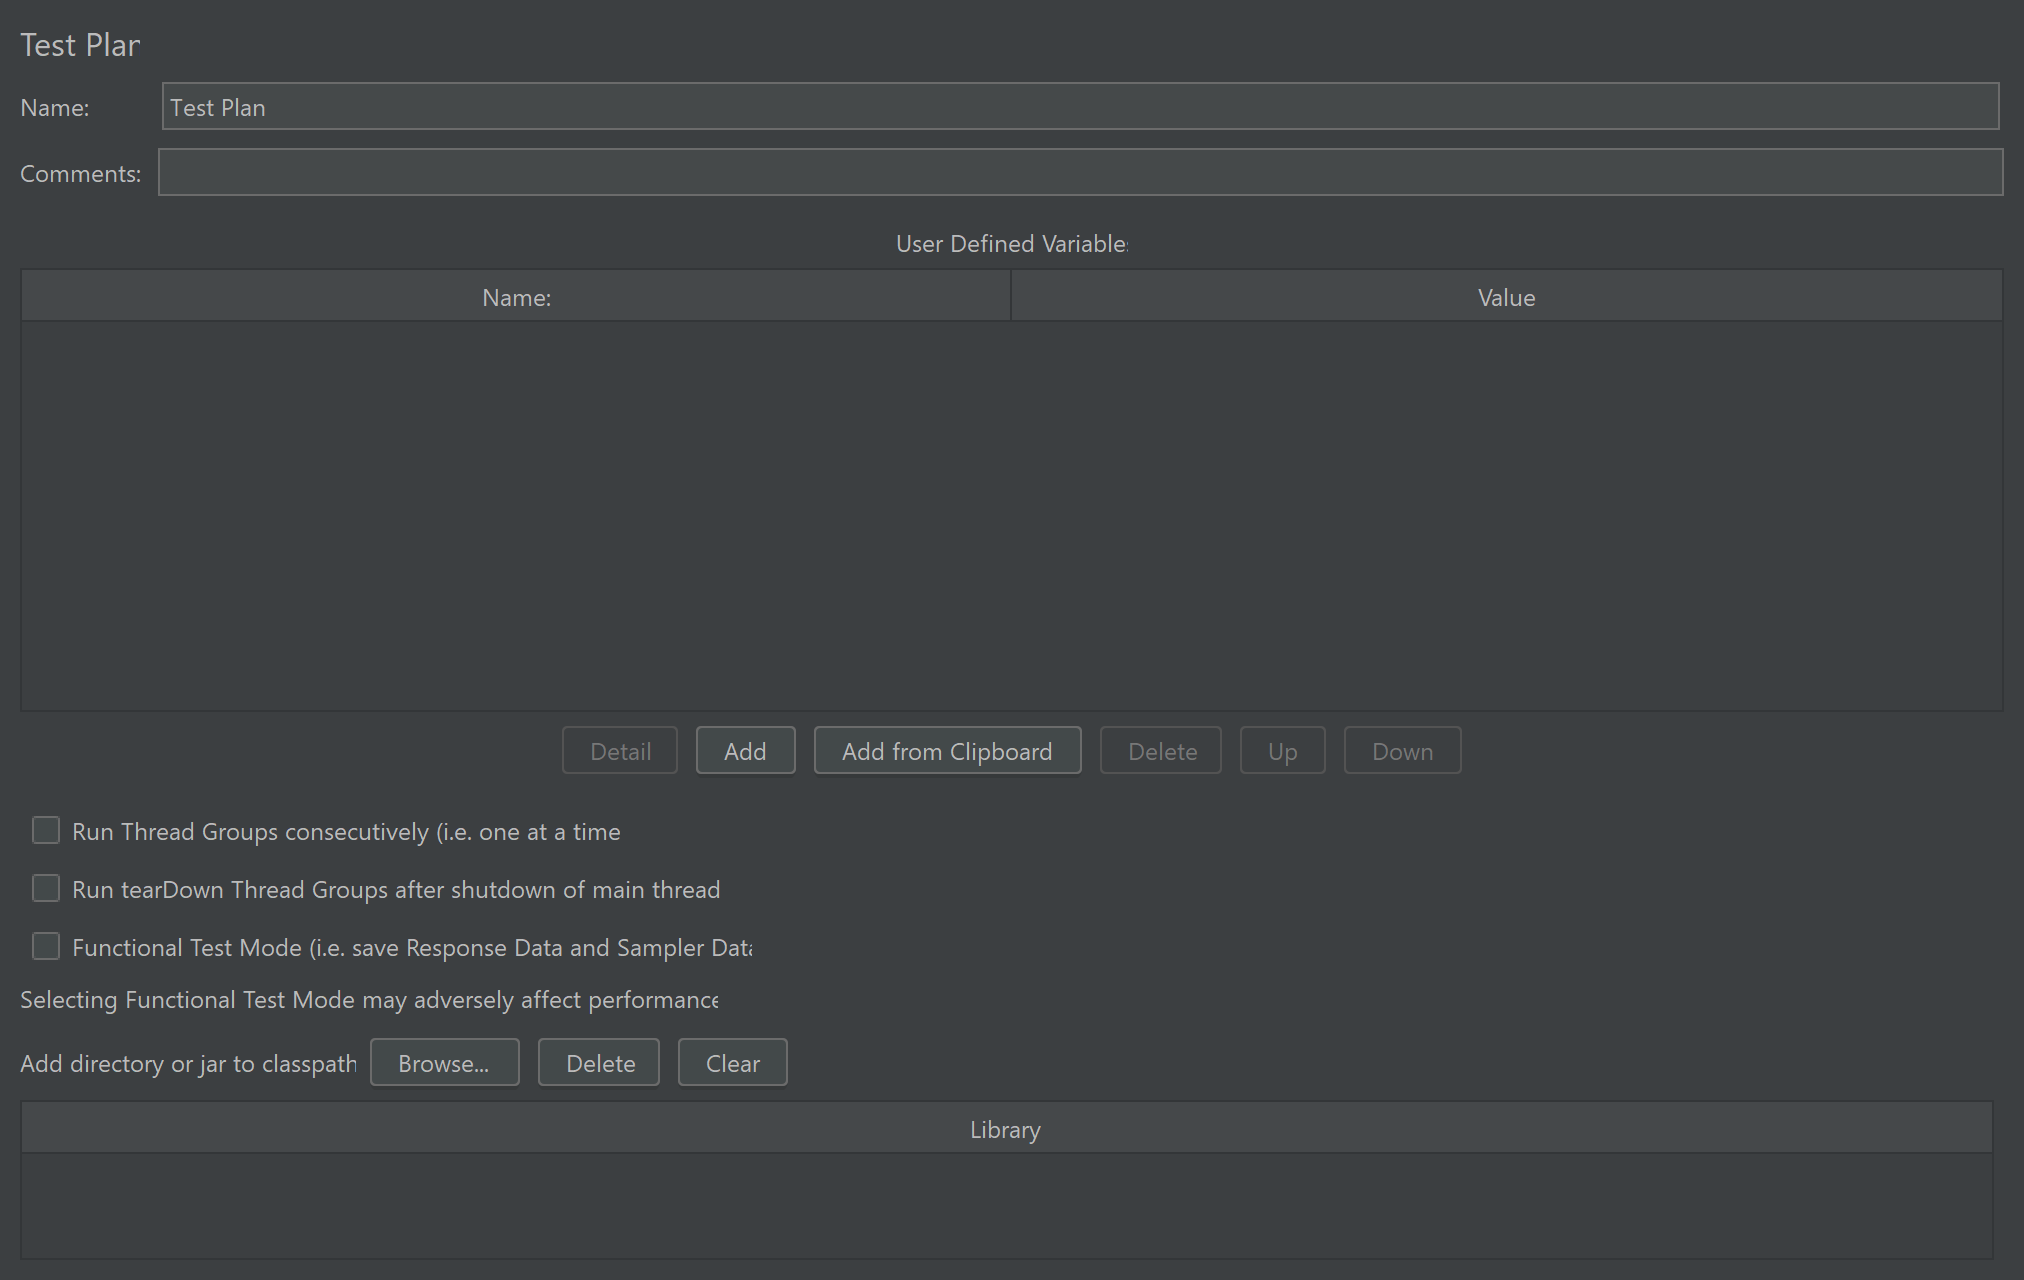 Test Plan
Name: Test Plan
Comments:
User Defined Variables
Name: Value
Detail Add Add from Clipboard Delete Up Down
Run Thread Groups consecutively (i.e. one at a time
Run tearDown Thread Groups after shutdown of main thread
Functional Test Mode (i.e. save Response Data and Sampler Data
Selecting Functional Test Mode may adversely affect performance
Add directory or jar to classpath Browse... Delete Clear
Library